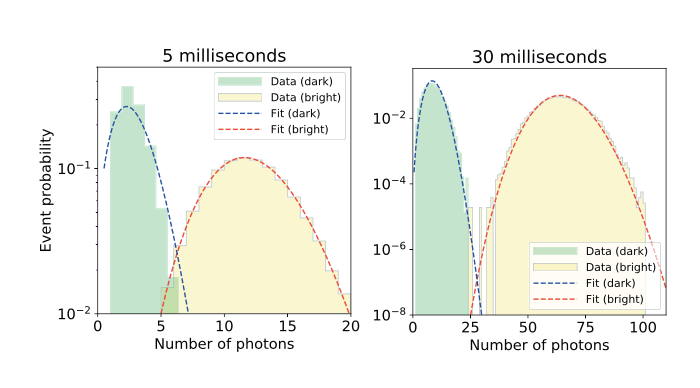 5 milliseconds
Data (dark)
Data (bright)
Fit (dark)
Fit (bright)
Event probability
10⁻¹
10⁻²
0
5
10
15
20
Number of photons
30 milliseconds
10⁻²
10⁻⁴
10⁻⁶
10⁻⁸
Data (dark)
Data (bright)
Fit (dark)
Fit (bright)
0
25
50
75
100
Number of photons